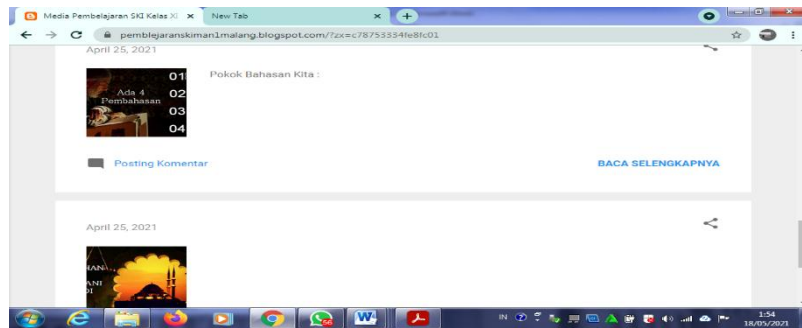 Media Pembelajaran SKI Kelas XI
New Tab
pemblejaranskiman1malang.blogspot.com/?zx=c78753334fe8fc01
April 25, 2021
Ada 4
Pembahasan
01
02
03
04
Pokok Bahasan Kita :
Posting Komentar
BACA SELENGKAPNYA
April 25, 2021
IN
1:54
18/05/2021